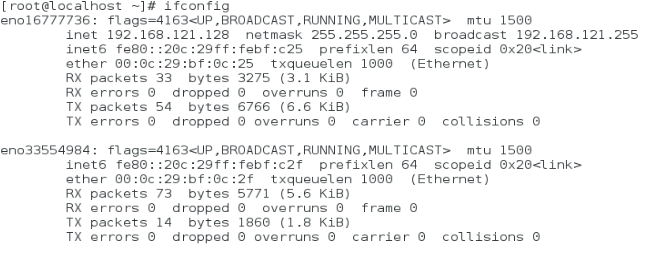 [root@localhost ~]# ifconfig
eno16777736: flags=4163<UP,BROADCAST,RUNNING,MULTICAST>  mtu 1500
        inet 192.168.121.128  netmask 255.255.255.0  broadcast 192.168.121.255
        inet6 fe80::20c:29ff:febf:c25  prefixlen 64  scopeid 0x20<link>
        ether 00:0c:29:bf:0c:25  txqueuelen 1000  (Ethernet)
        RX packets 33  bytes 3275 (3.1 KiB)
        RX errors 0  dropped 0  overruns 0  frame 0
        TX packets 54  bytes 6766 (6.6 KiB)
        TX errors 0  dropped 0 overruns 0  carrier 0  collisions 0

eno33554984: flags=4163<UP,BROADCAST,RUNNING,MULTICAST>  mtu 1500
        inet6 fe80::20c:29ff:febf:c2f  prefixlen 64  scopeid 0x20<link>
        ether 00:0c:29:bf:0c:2f  txqueuelen 1000  (Ethernet)
        RX packets 73  bytes 5771 (5.6 KiB)
        RX errors 0  dropped 0  overruns 0  frame 0
        TX packets 14  bytes 1860 (1.8 KiB)
        TX errors 0  dropped 0 overruns 0  carrier 0  collisions 0